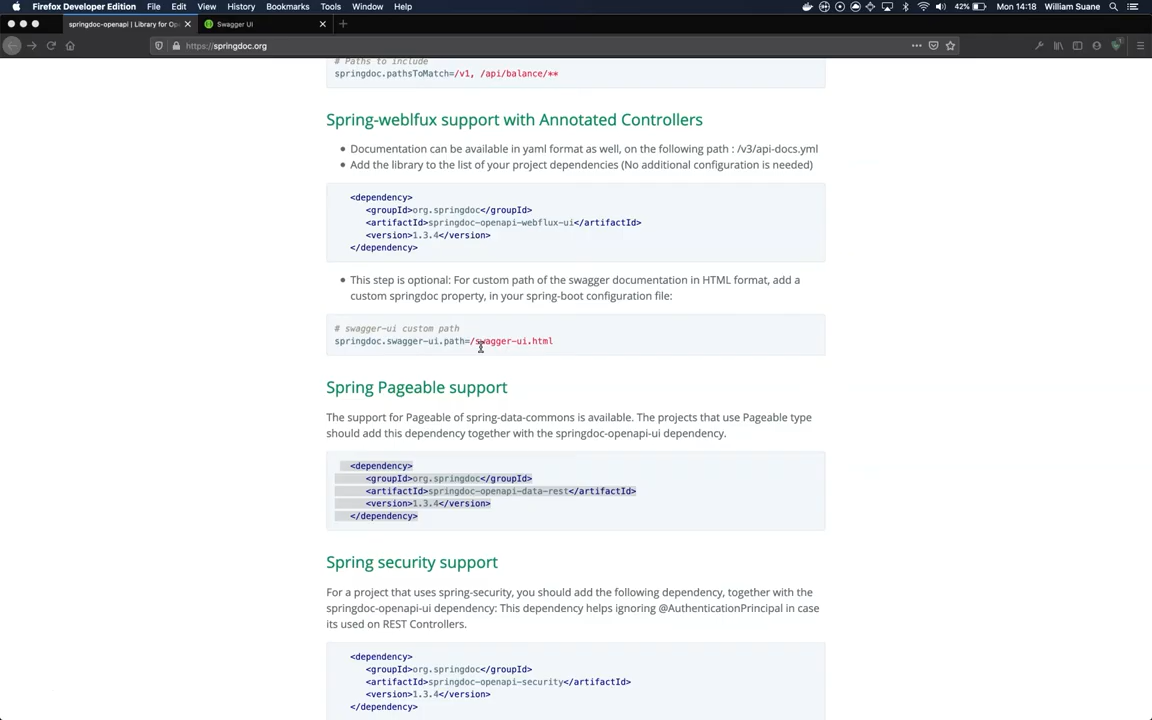 Firefox Developer Edition File Edit View History Bookmarks Tools Window Help 42% Mon 14:18 William Suane
springdoc-openapi | Library for Op Swagger UI
https://springdoc.org
# Paths to include
springdoc.pathsToMatch=/v1, /api/balance/**
Spring-weblfux support with Annotated Controllers
Documentation can be available in yaml format as well, on the following path : /v3/api-docs.yml
Add the library to the list of your project dependencies (No additional configuration is needed)
<dependency>
<groupId>org.springdoc</groupId>
<artifactId>springdoc-openapi-webflux-ui</artifactId>
<version>1.3.4</version>
</dependency>
This step is optional: For custom path of the swagger documentation in HTML format, add a
custom springdoc property, in your spring-boot configuration file:
# swagger-ui custom path
springdoc.swagger-ui.path=/swagger-ui.html
Spring Pageable support
The support for Pageable of spring-data-commons is available. The projects that use Pageable type
should add this dependency together with the springdoc-openapi-ui dependency.
<dependency>
<groupId>org.springdoc</groupId>
<artifactId>springdoc-openapi-data-rest</artifactId>
<version>1.3.4</version>
</dependency>
Spring security support
For a project that uses spring-security, you should add the following dependency, together with the
springdoc-openapi-ui dependency: This dependency helps ignoring @AuthenticationPrincipal in case
its used on REST Controllers.
<dependency>
<groupId>org.springdoc</groupId>
<artifactId>springdoc-openapi-security</artifactId>
<version>1.3.4</version>
</dependency>